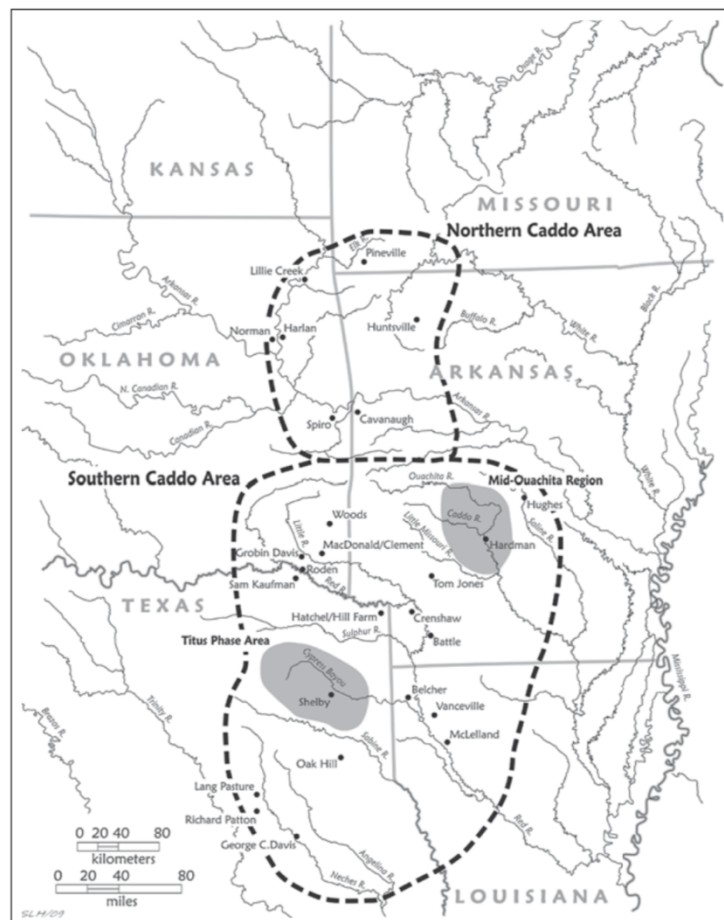 Osage R.
KANSAS
MISSOURI
Northern Caddo Area
Elk R.
Pineville
Lillie Creek
Arkansas R.
Black R.
Cimarron R.
Huntsville
Buffalo R.
White R.
Norman
Harlan
OKLAHOMA
ARKANSAS
N. Canadian R.
Arkansas R.
Canadian R.
Spiro
Cavanaugh
Southern Caddo Area
Ouachita R.
Mid-Ouachita Region
White R.
Hughes
Woods
Caddo R.
Saline R.
Little R.
Little Missouri R.
Hardman
MacDonald/Clement
Grobin Davis
Roden
Sam Kaufman
Red R.
Tom Jones
TEXAS
Hatchel/Hill Farm
Crenshaw
Sulphur R.
Battle
Titus Phase Area
Cypress Bayou
Mississippi R.
Shelby
Belcher
Trinity R.
Vanceville
Brazos R.
McLelland
Sabine R.
Oak Hill
Lang Pasture
Richard Patton
Red R.
George C. Davis
0 20 40 80
kilometers
Angelina R.
Neches R.
0 20 40 80
miles
LOUISIANA
SLH/09